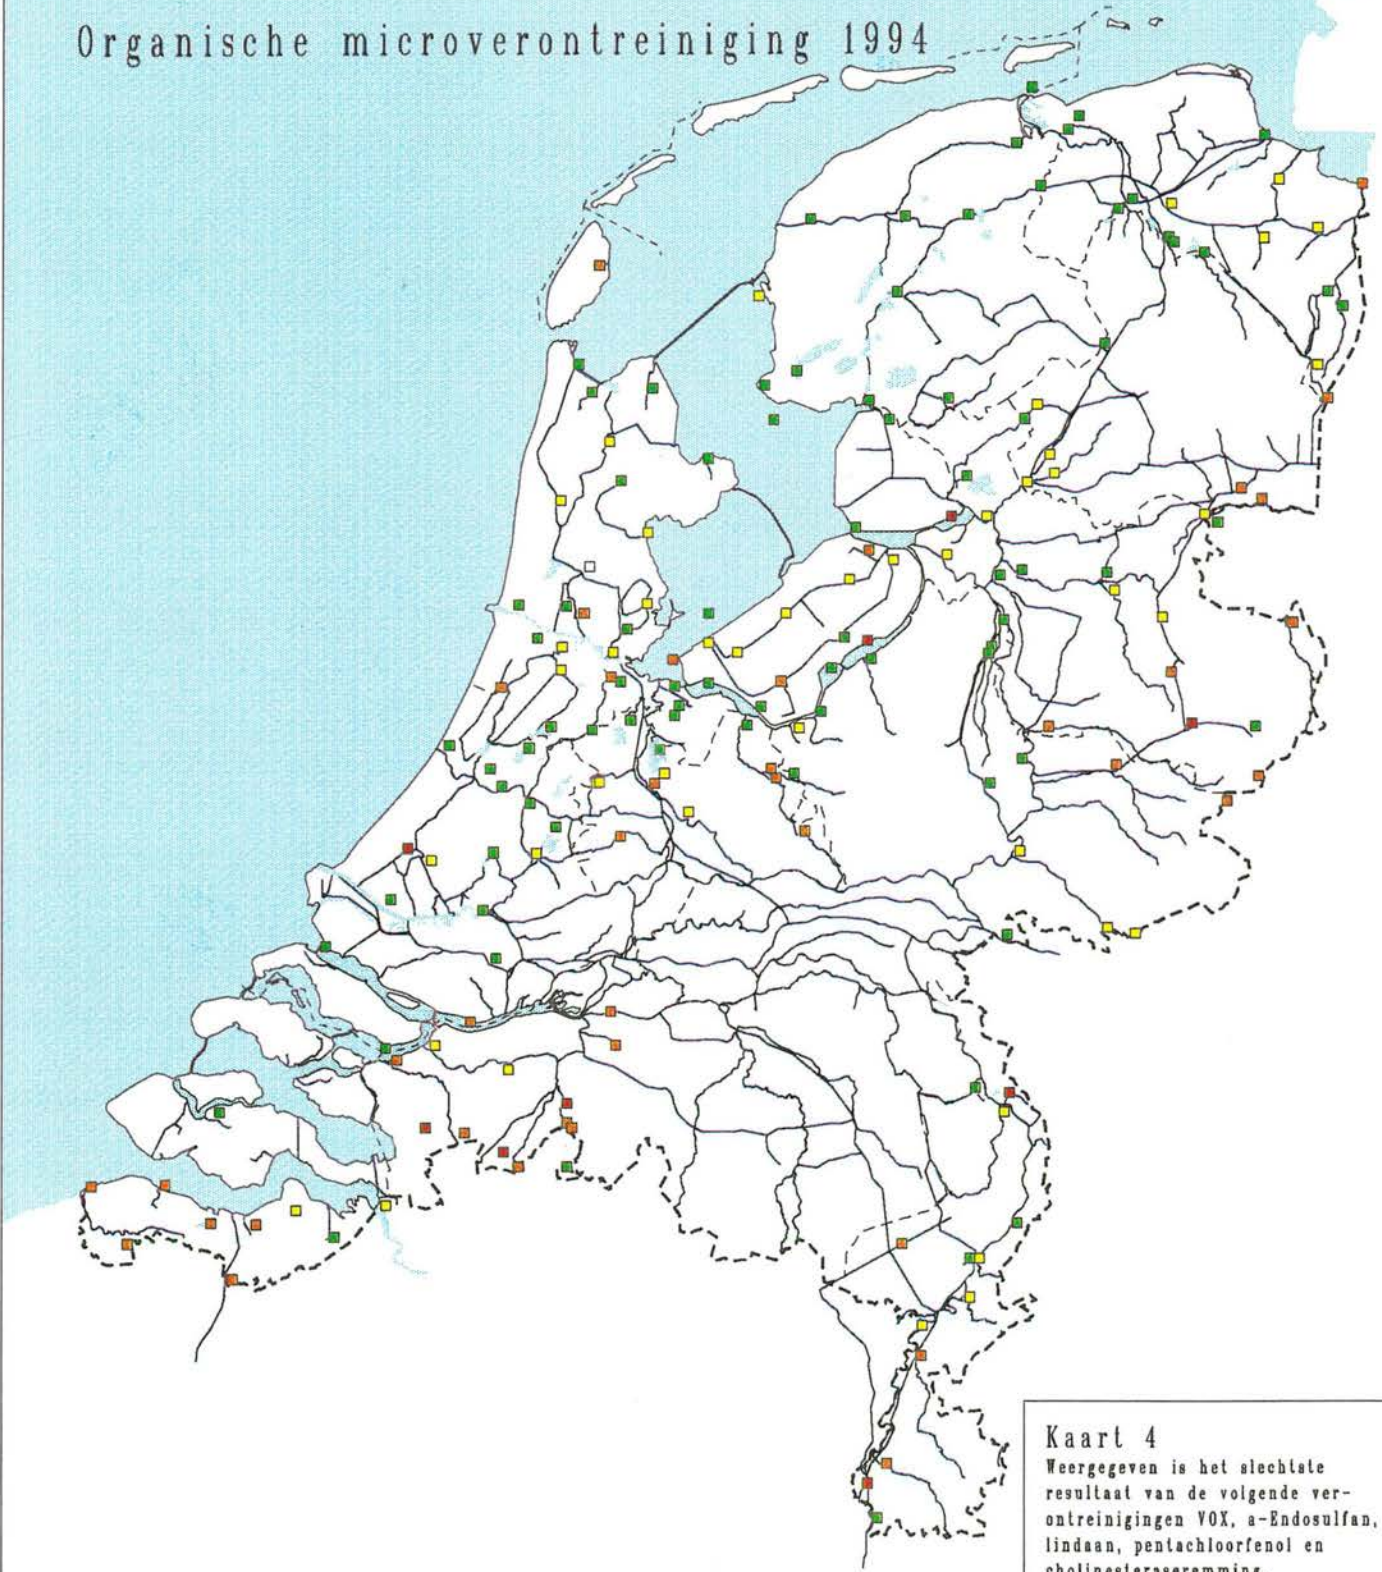 Organische microverontreiniging 1994
Kaart 4
Weergegeven is het slechtste
resultaat van de volgende ver-
ontreinigingen VOX, a-Endosulfan,
lindaan, pentachloorfenol en
cholinesteraseremming